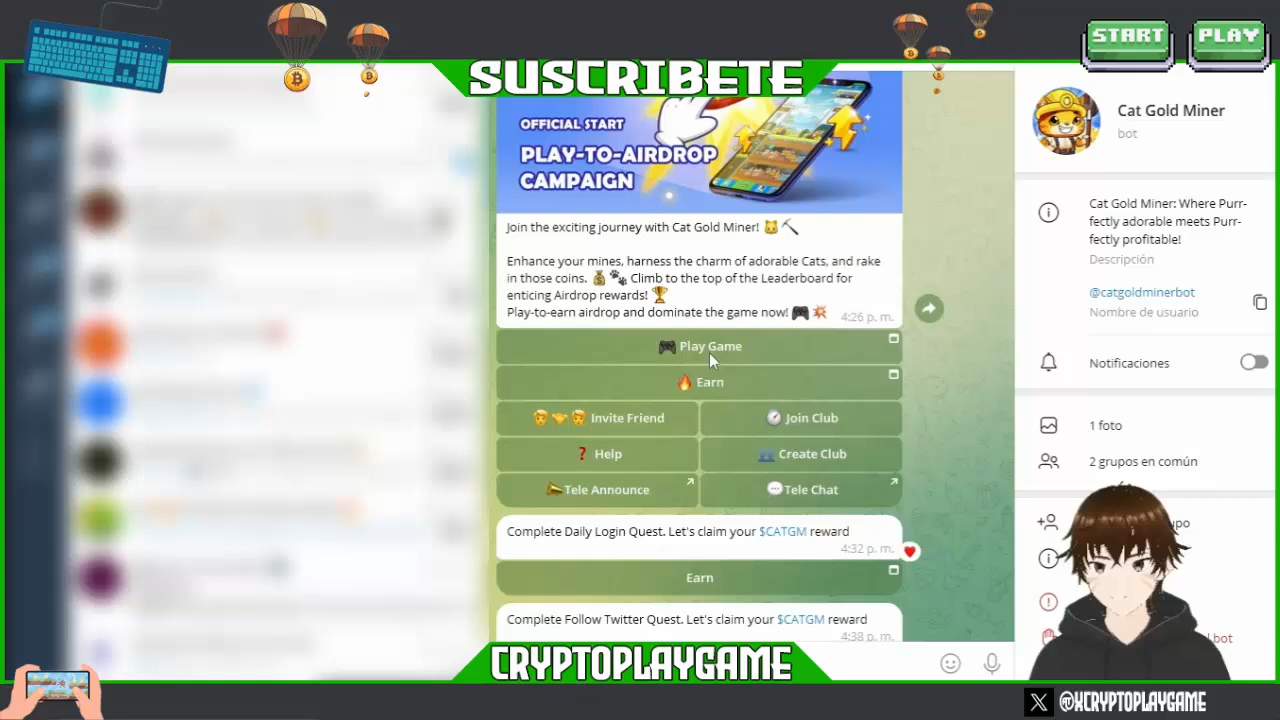 START PLAY
SUSCRIBETE
OFFICIAL START
PLAY-TO-AIRDROP
CAMPAIGN
Join the exciting journey with Cat Gold Miner!
Enhance your mines, harness the charm of adorable Cats, and rake
in those coins. Climb to the top of the Leaderboard for
enticing Airdrop rewards!
Play-to-earn airdrop and dominate the game now! 4:26 p. m.
Play Game
Earn
Invite Friend
Join Club
Help
Create Club
Tele Announce
Tele Chat
Complete Daily Login Quest. Let's claim your $CATGM reward
4:32 p. m.
Earn
Complete Follow Twitter Quest. Let's claim your $CATGM reward
4:38 p. m.
Cat Gold Miner
bot
Cat Gold Miner: Where Purr-
fectly adorable meets Purr-
fectly profitable!
Descripción
@catgoldminerbot
Nombre de usuario
Notificaciones
1 foto
2 grupos en común
bot
CRYPTOPLAYGAME
@XCRYPTOPLAYGAME